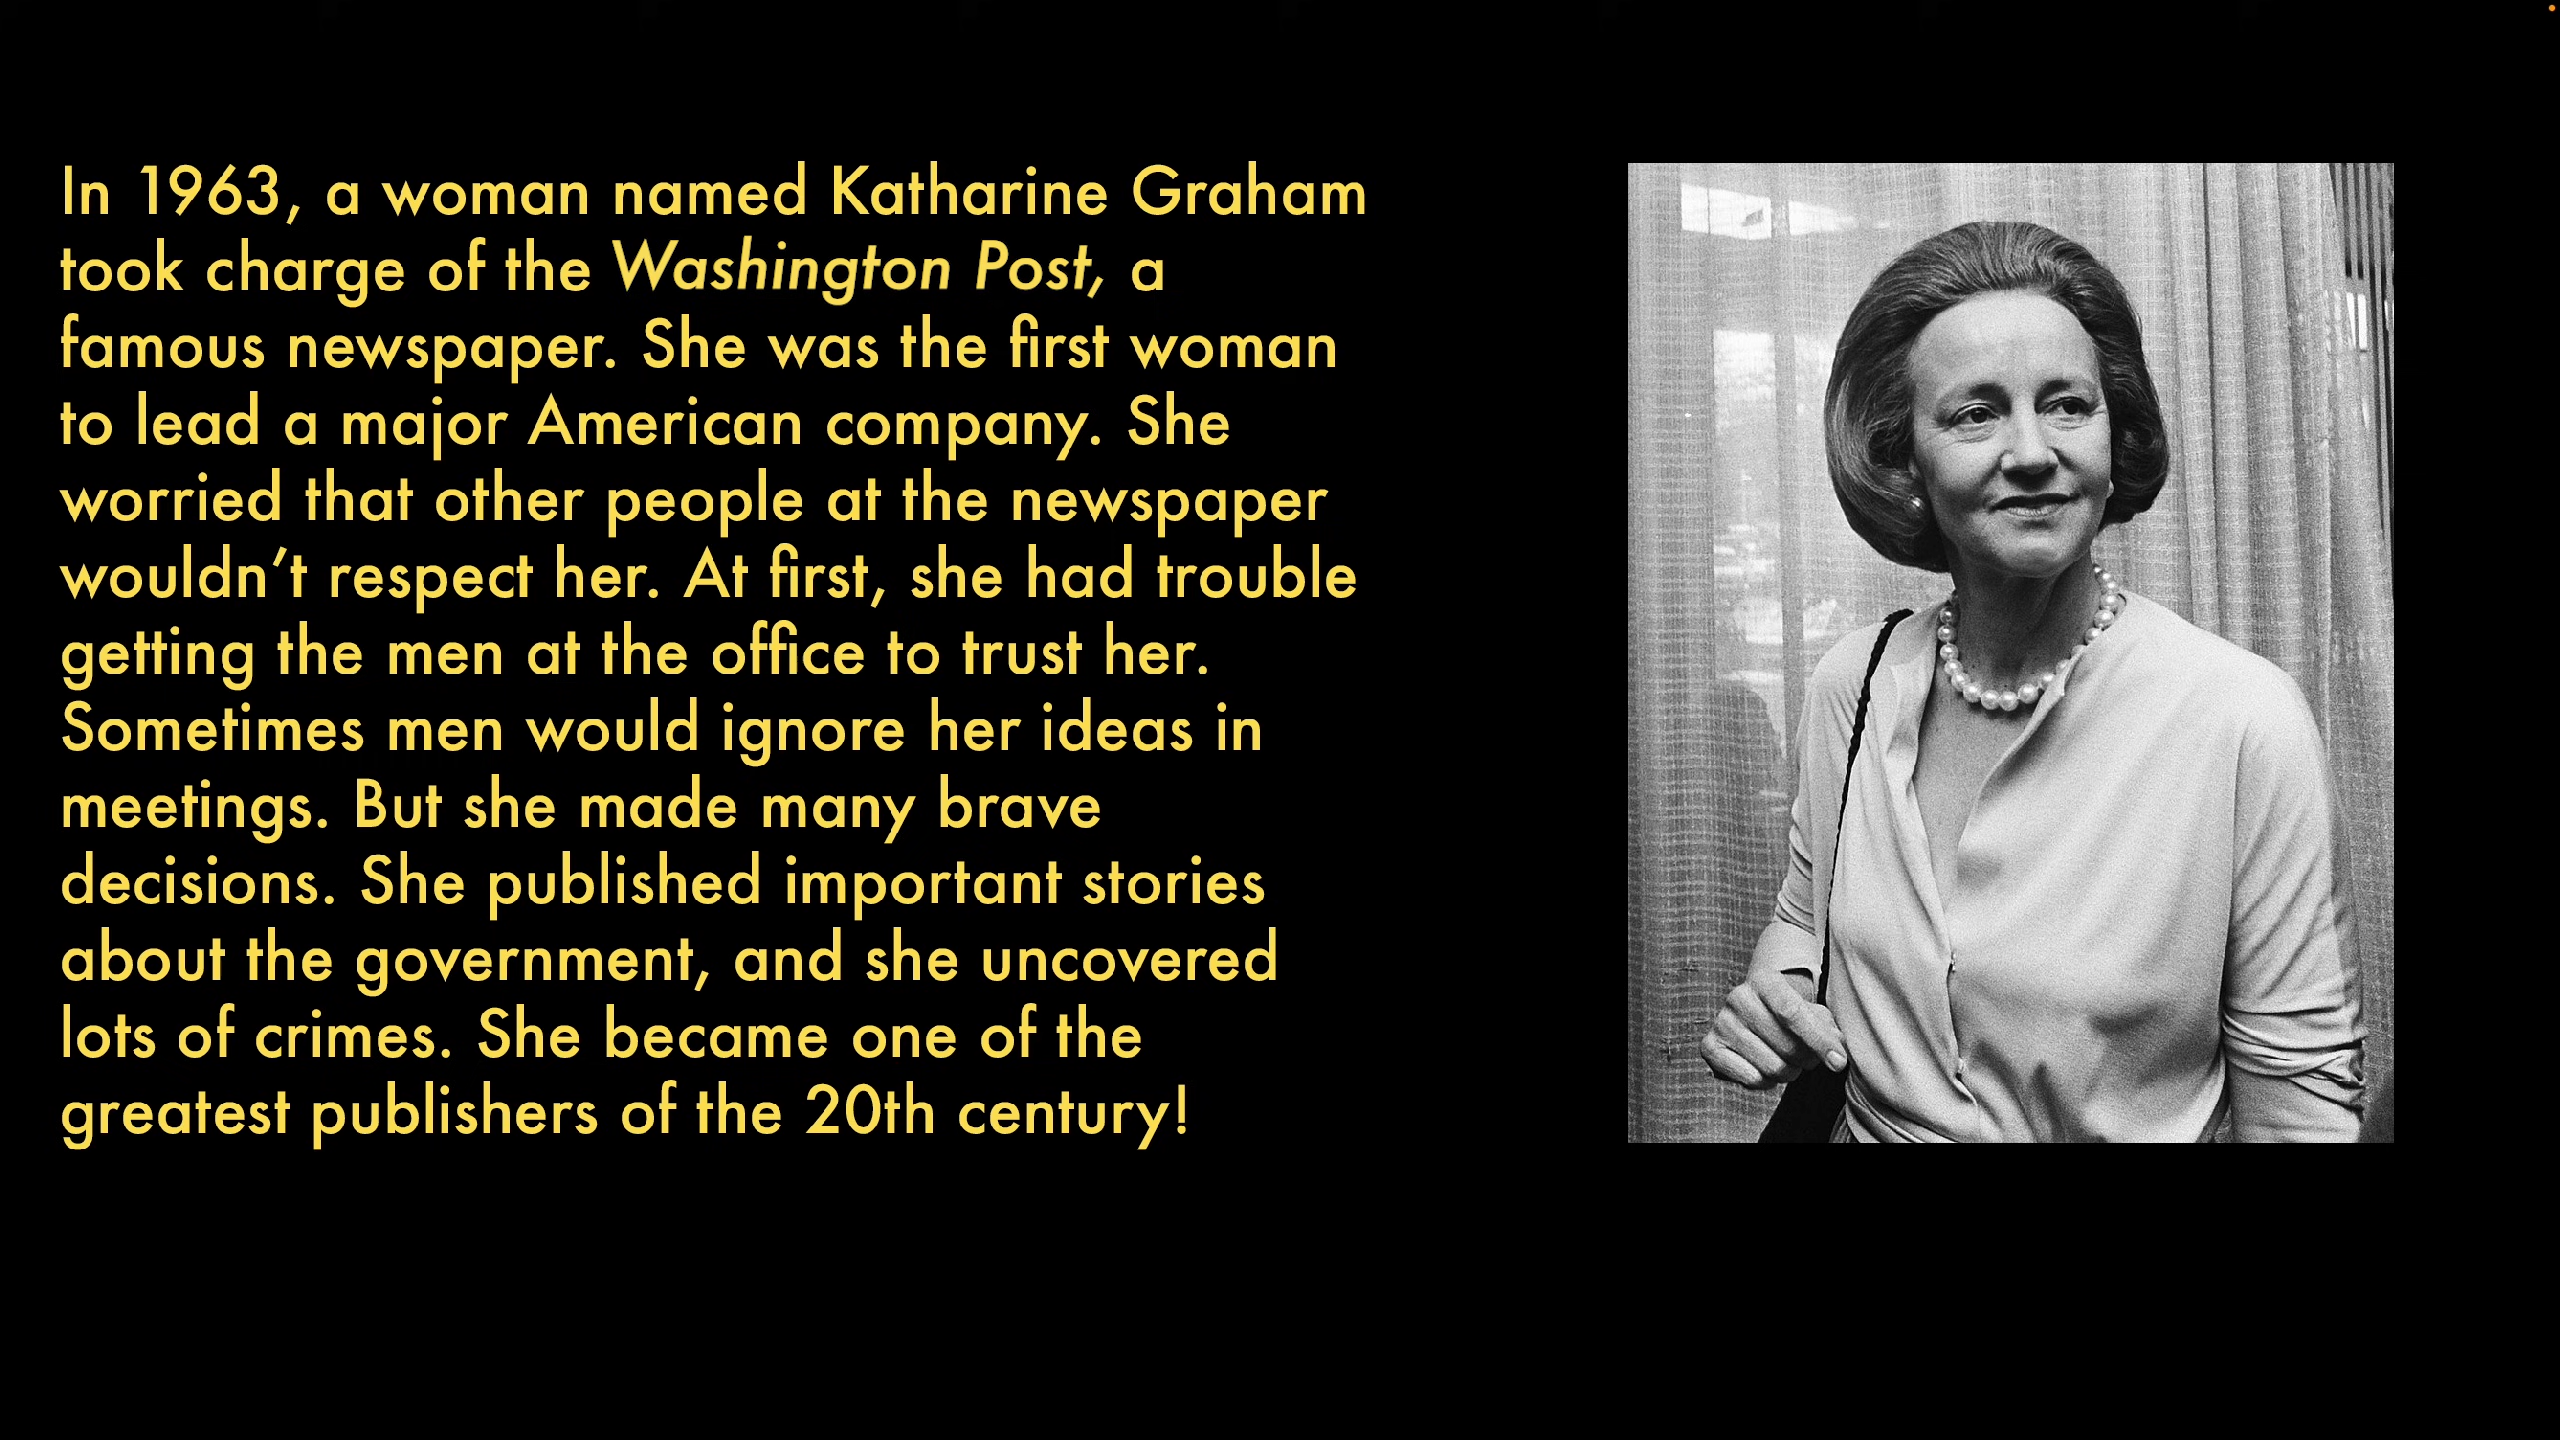 In 1963, a woman named Katharine Graham
took charge of the Washington Post, a
famous newspaper. She was the first woman
to lead a major American company. She
worried that other people at the newspaper
wouldn’t respect her. At first, she had trouble
getting the men at the office to trust her.
Sometimes men would ignore her ideas in
meetings. But she made many brave
decisions. She published important stories
about the government, and she uncovered
lots of crimes. She became one of the
greatest publishers of the 20th century!